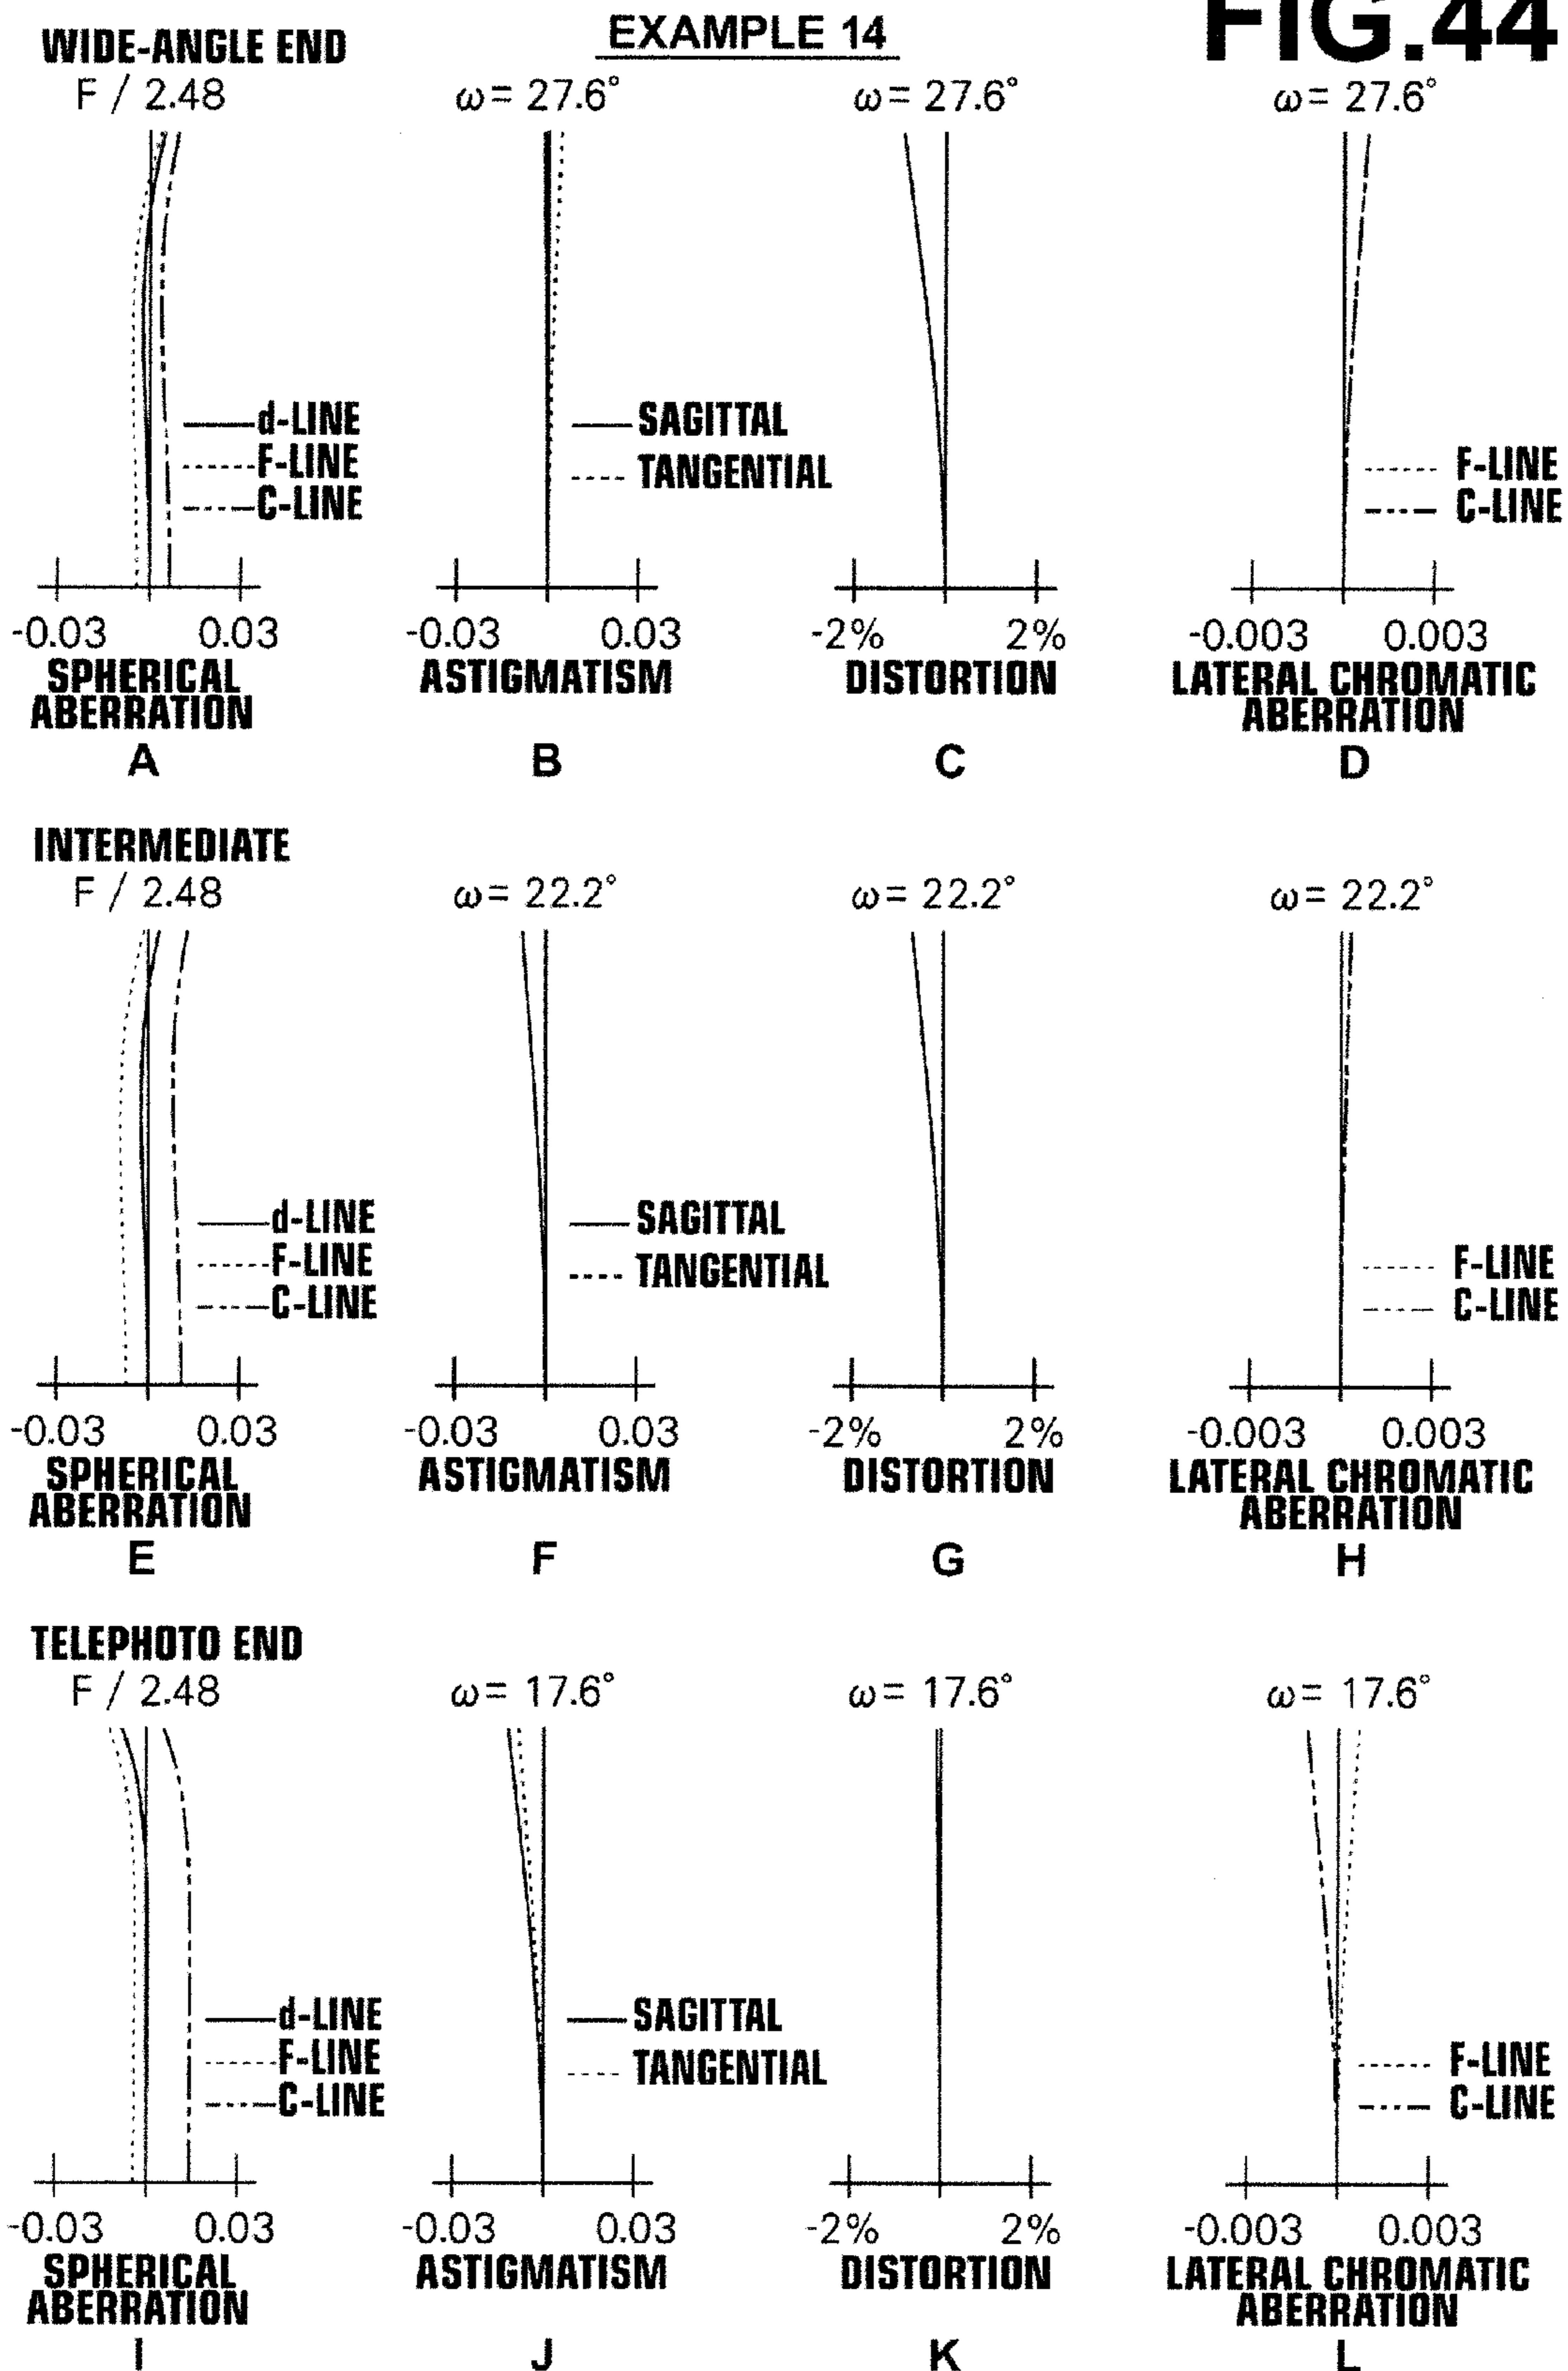 FIG.44
EXAMPLE 14
WIDE-ANGLE END
F / 2.48
ω= 27.6°
ω= 27.6°
ω= 27.6°
d-LINE
F-LINE
C-LINE
SAGITTAL
TANGENTIAL
F-LINE
C-LINE
-0.03 0.03
-0.03 0.03
-2% 2%
-0.003 0.003
SPHERICAL
ABERRATION
ASTIGMATISM
DISTORTION
LATERAL CHROMATIC
ABERRATION
A
B
C
D
INTERMEDIATE
F / 2.48
ω= 22.2°
ω= 22.2°
ω= 22.2°
d-LINE
F-LINE
C-LINE
SAGITTAL
TANGENTIAL
F-LINE
C-LINE
-0.03 0.03
-0.03 0.03
-2% 2%
-0.003 0.003
SPHERICAL
ABERRATION
ASTIGMATISM
DISTORTION
LATERAL CHROMATIC
ABERRATION
E
F
G
H
TELEPHOTO END
F / 2.48
ω= 17.6°
ω= 17.6°
ω= 17.6°
d-LINE
F-LINE
C-LINE
SAGITTAL
TANGENTIAL
F-LINE
C-LINE
-0.03 0.03
-0.03 0.03
-2% 2%
-0.003 0.003
SPHERICAL
ABERRATION
ASTIGMATISM
DISTORTION
LATERAL CHROMATIC
ABERRATION
I
J
K
L